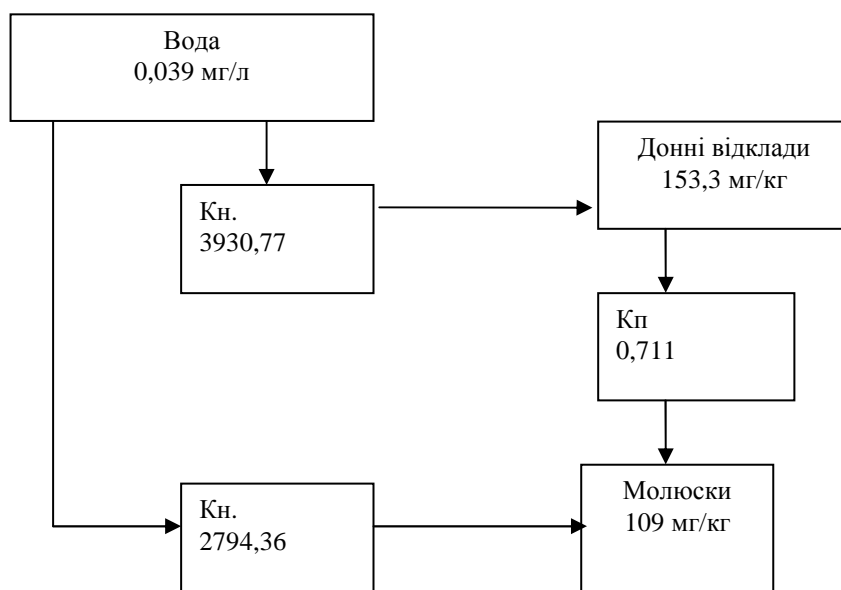 Вода
0,039 мг/л
Донні відклади
153,3 мг/кг
Кн.
3930,77
Кп
0,711
Молюски
109 мг/кг
Кн.
2794,36